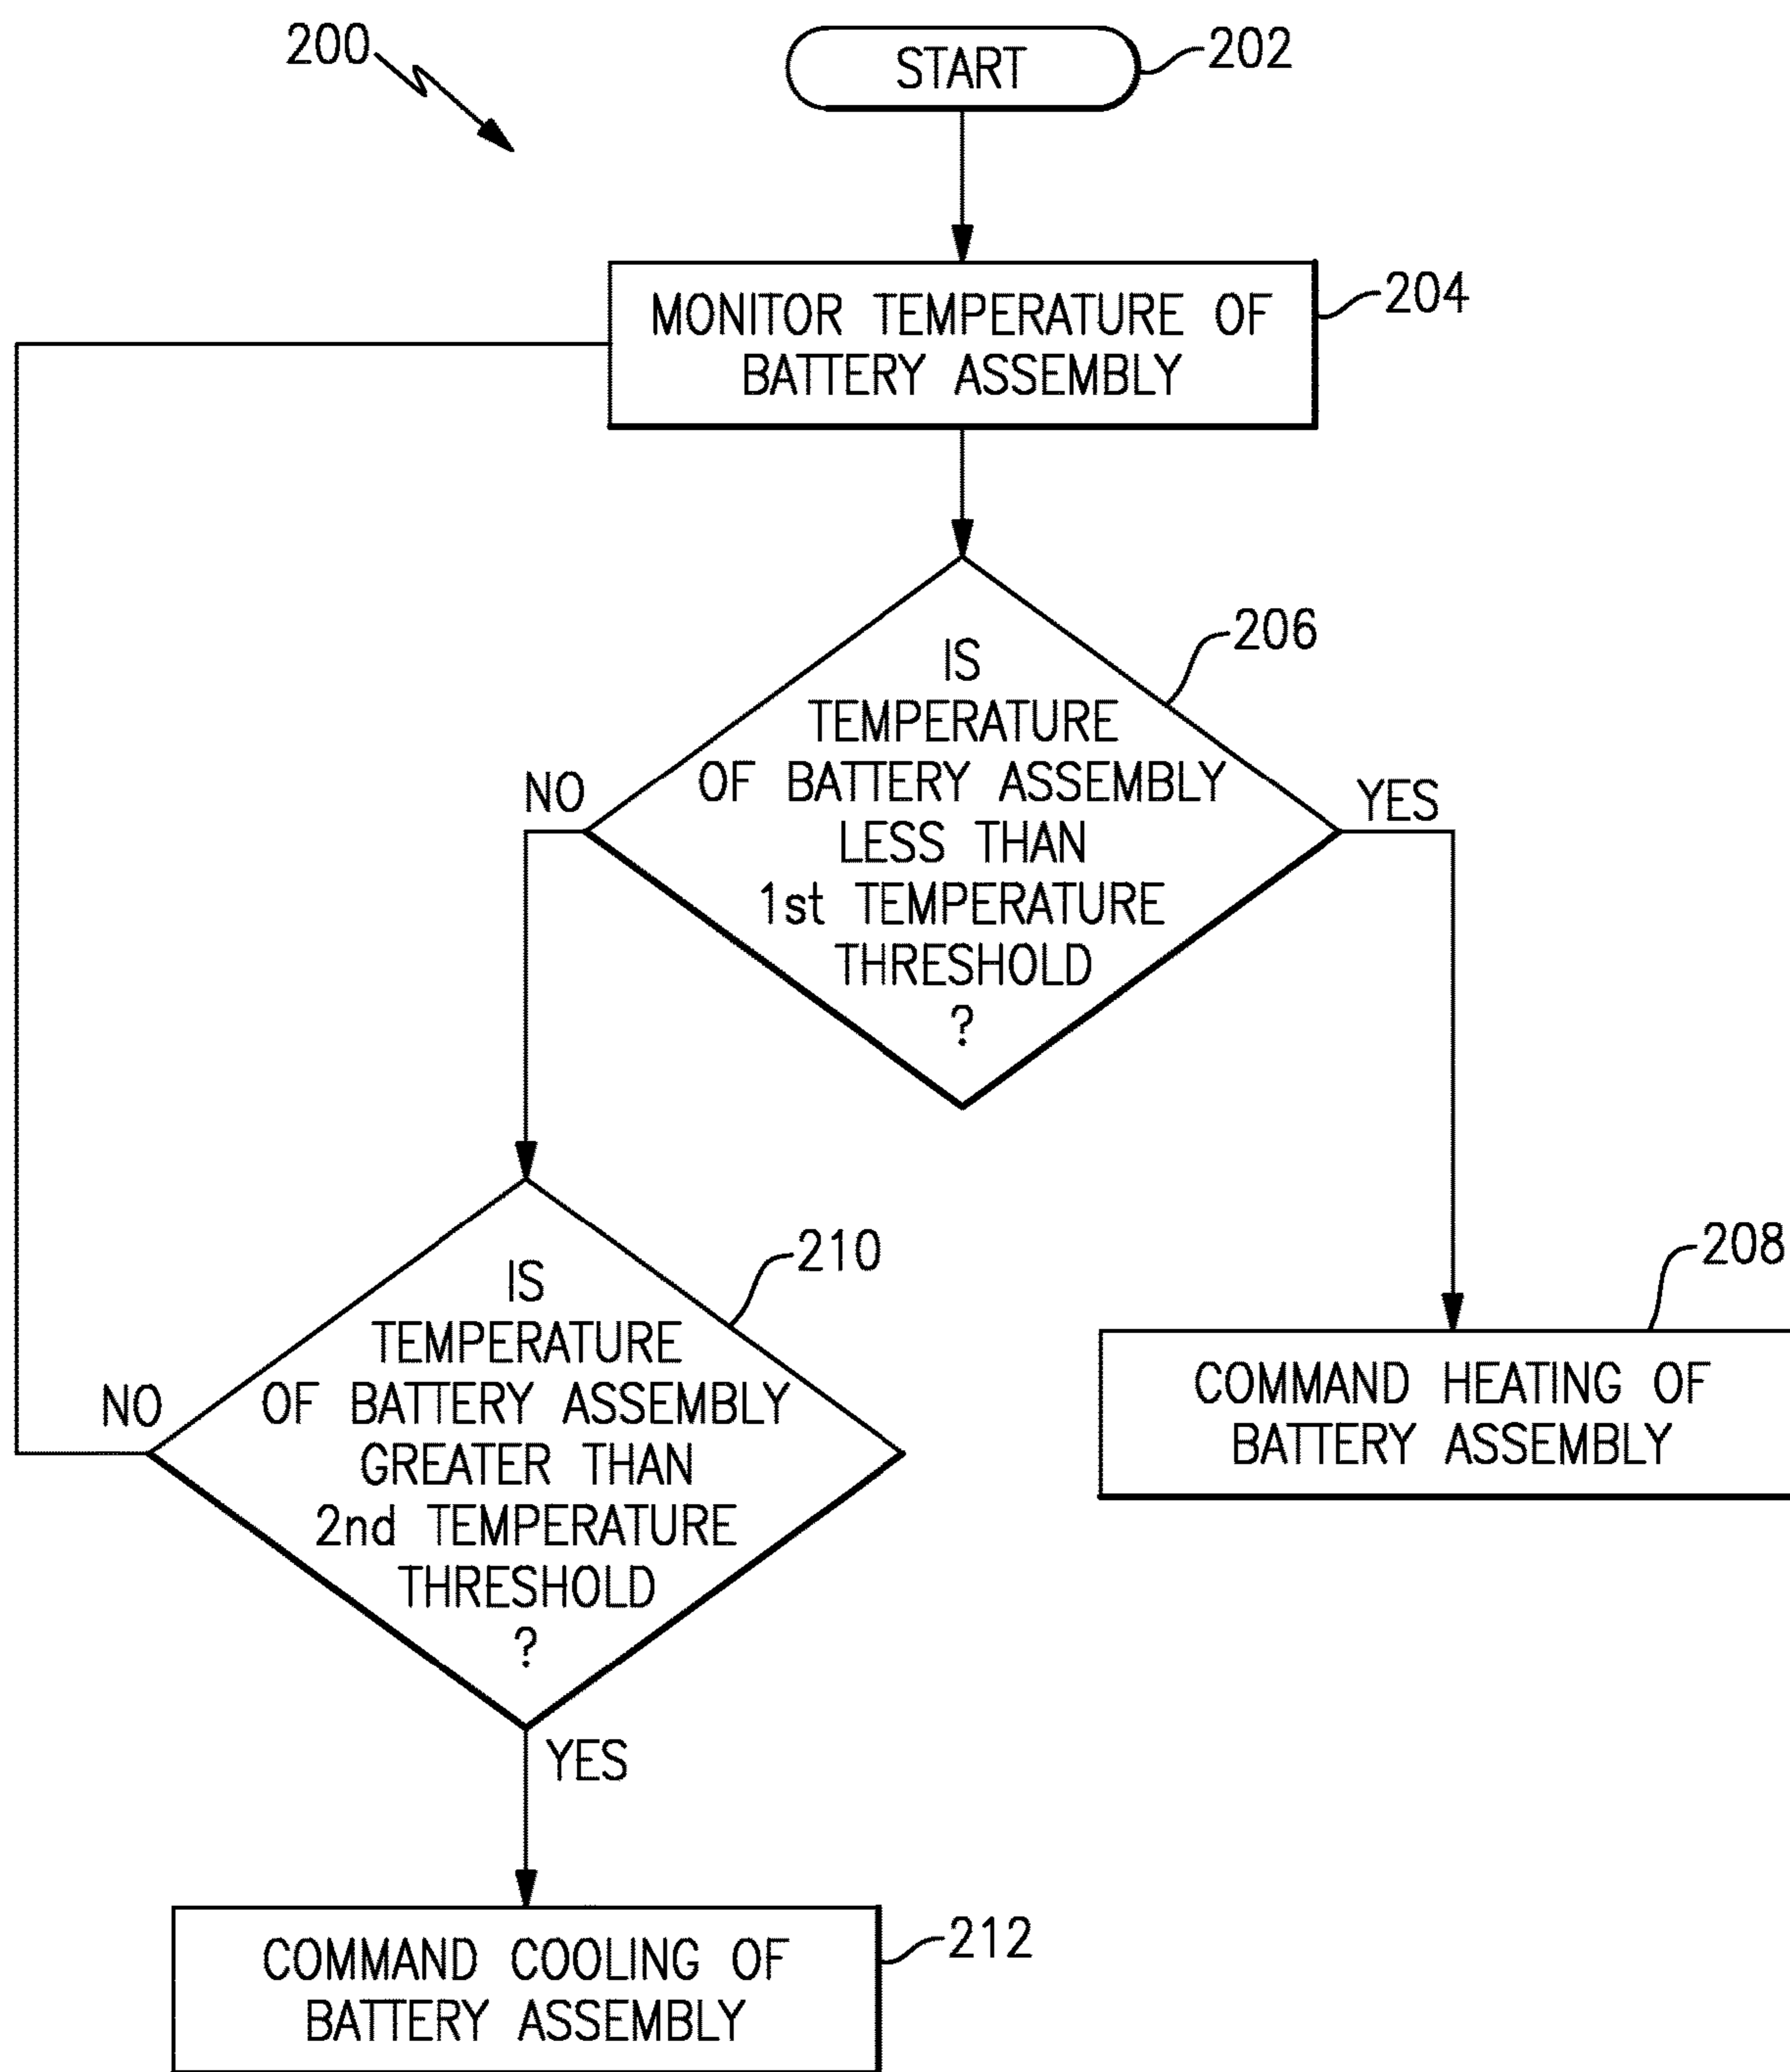 200
START
202
MONITOR TEMPERATURE OF
BATTERY ASSEMBLY
204
IS
TEMPERATURE
OF BATTERY ASSEMBLY
LESS THAN
1st TEMPERATURE
THRESHOLD
?
206
NO
YES
IS
TEMPERATURE
OF BATTERY ASSEMBLY
GREATER THAN
2nd TEMPERATURE
THRESHOLD
?
210
NO
YES
208
COMMAND HEATING OF
BATTERY ASSEMBLY
COMMAND COOLING OF
BATTERY ASSEMBLY
212